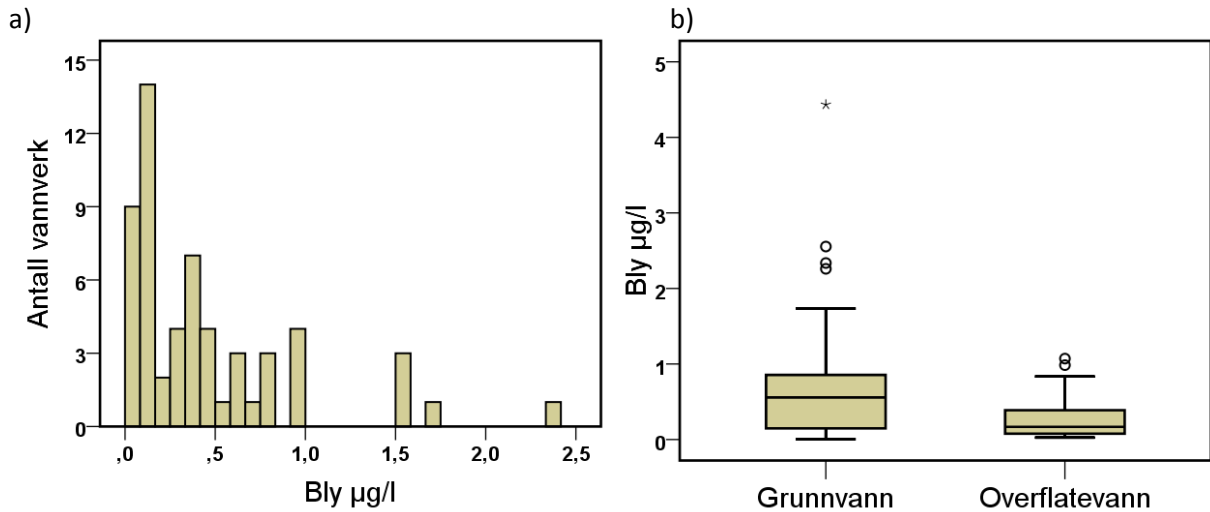 a)
15
12
9
6
3
0
Antall vannverk
,0 ,5 1,0 1,5 2,0 2,5
Bly µg/l
b)
5
4
3
2
1
0
Bly µg/l
*
Grunnvann Overflatevann